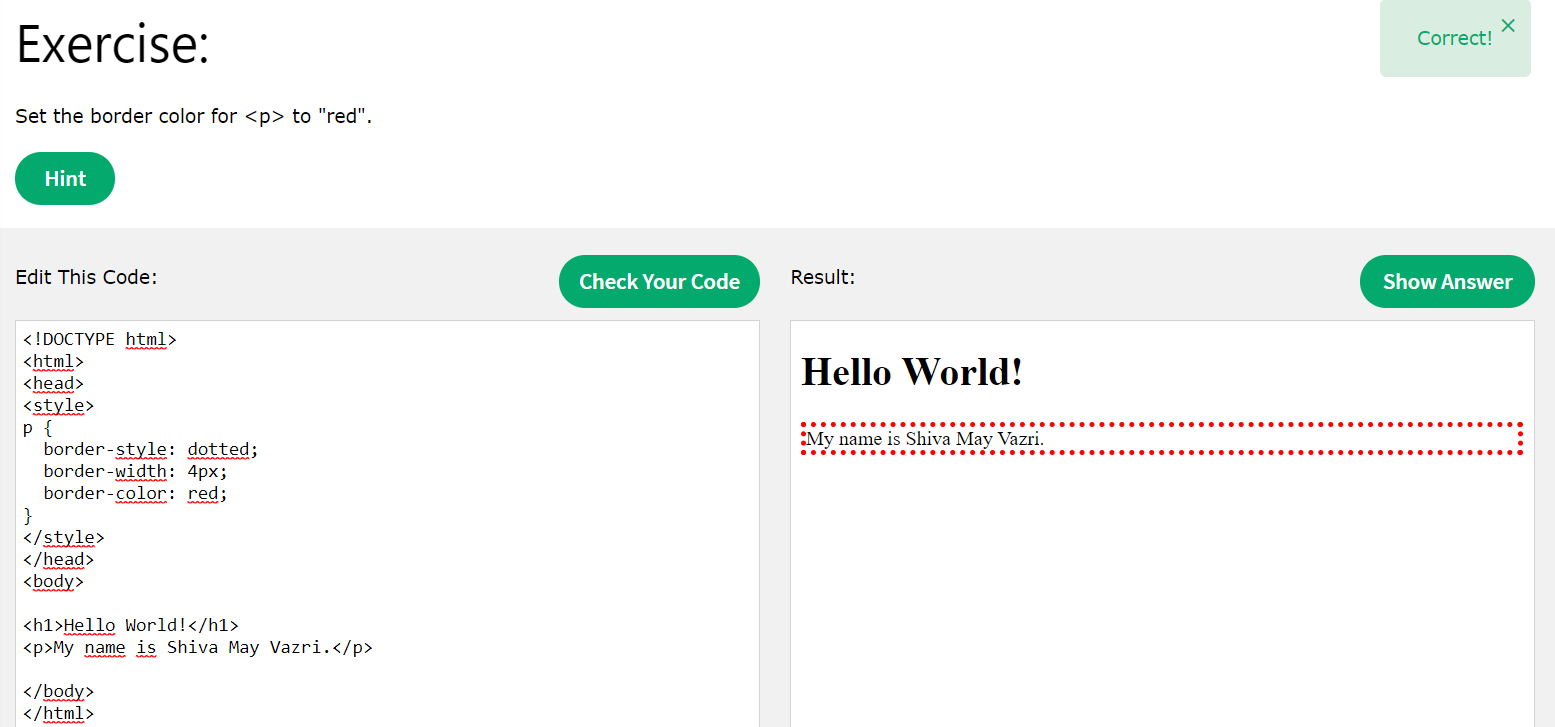 Exercise:
Correct! ×
Set the border color for <p> to "red".
Hint
Edit This Code:
Check Your Code
Result:
Show Answer
<!DOCTYPE html>
<html>
<head>
<style>
p {
  border-style: dotted;
  border-width: 4px;
  border-color: red;
}
</style>
</head>
<body>
<h1>Hello World!</h1>
<p>My name is Shiva May Vazri.</p>
</body>
</html>
Hello World!
My name is Shiva May Vazri.